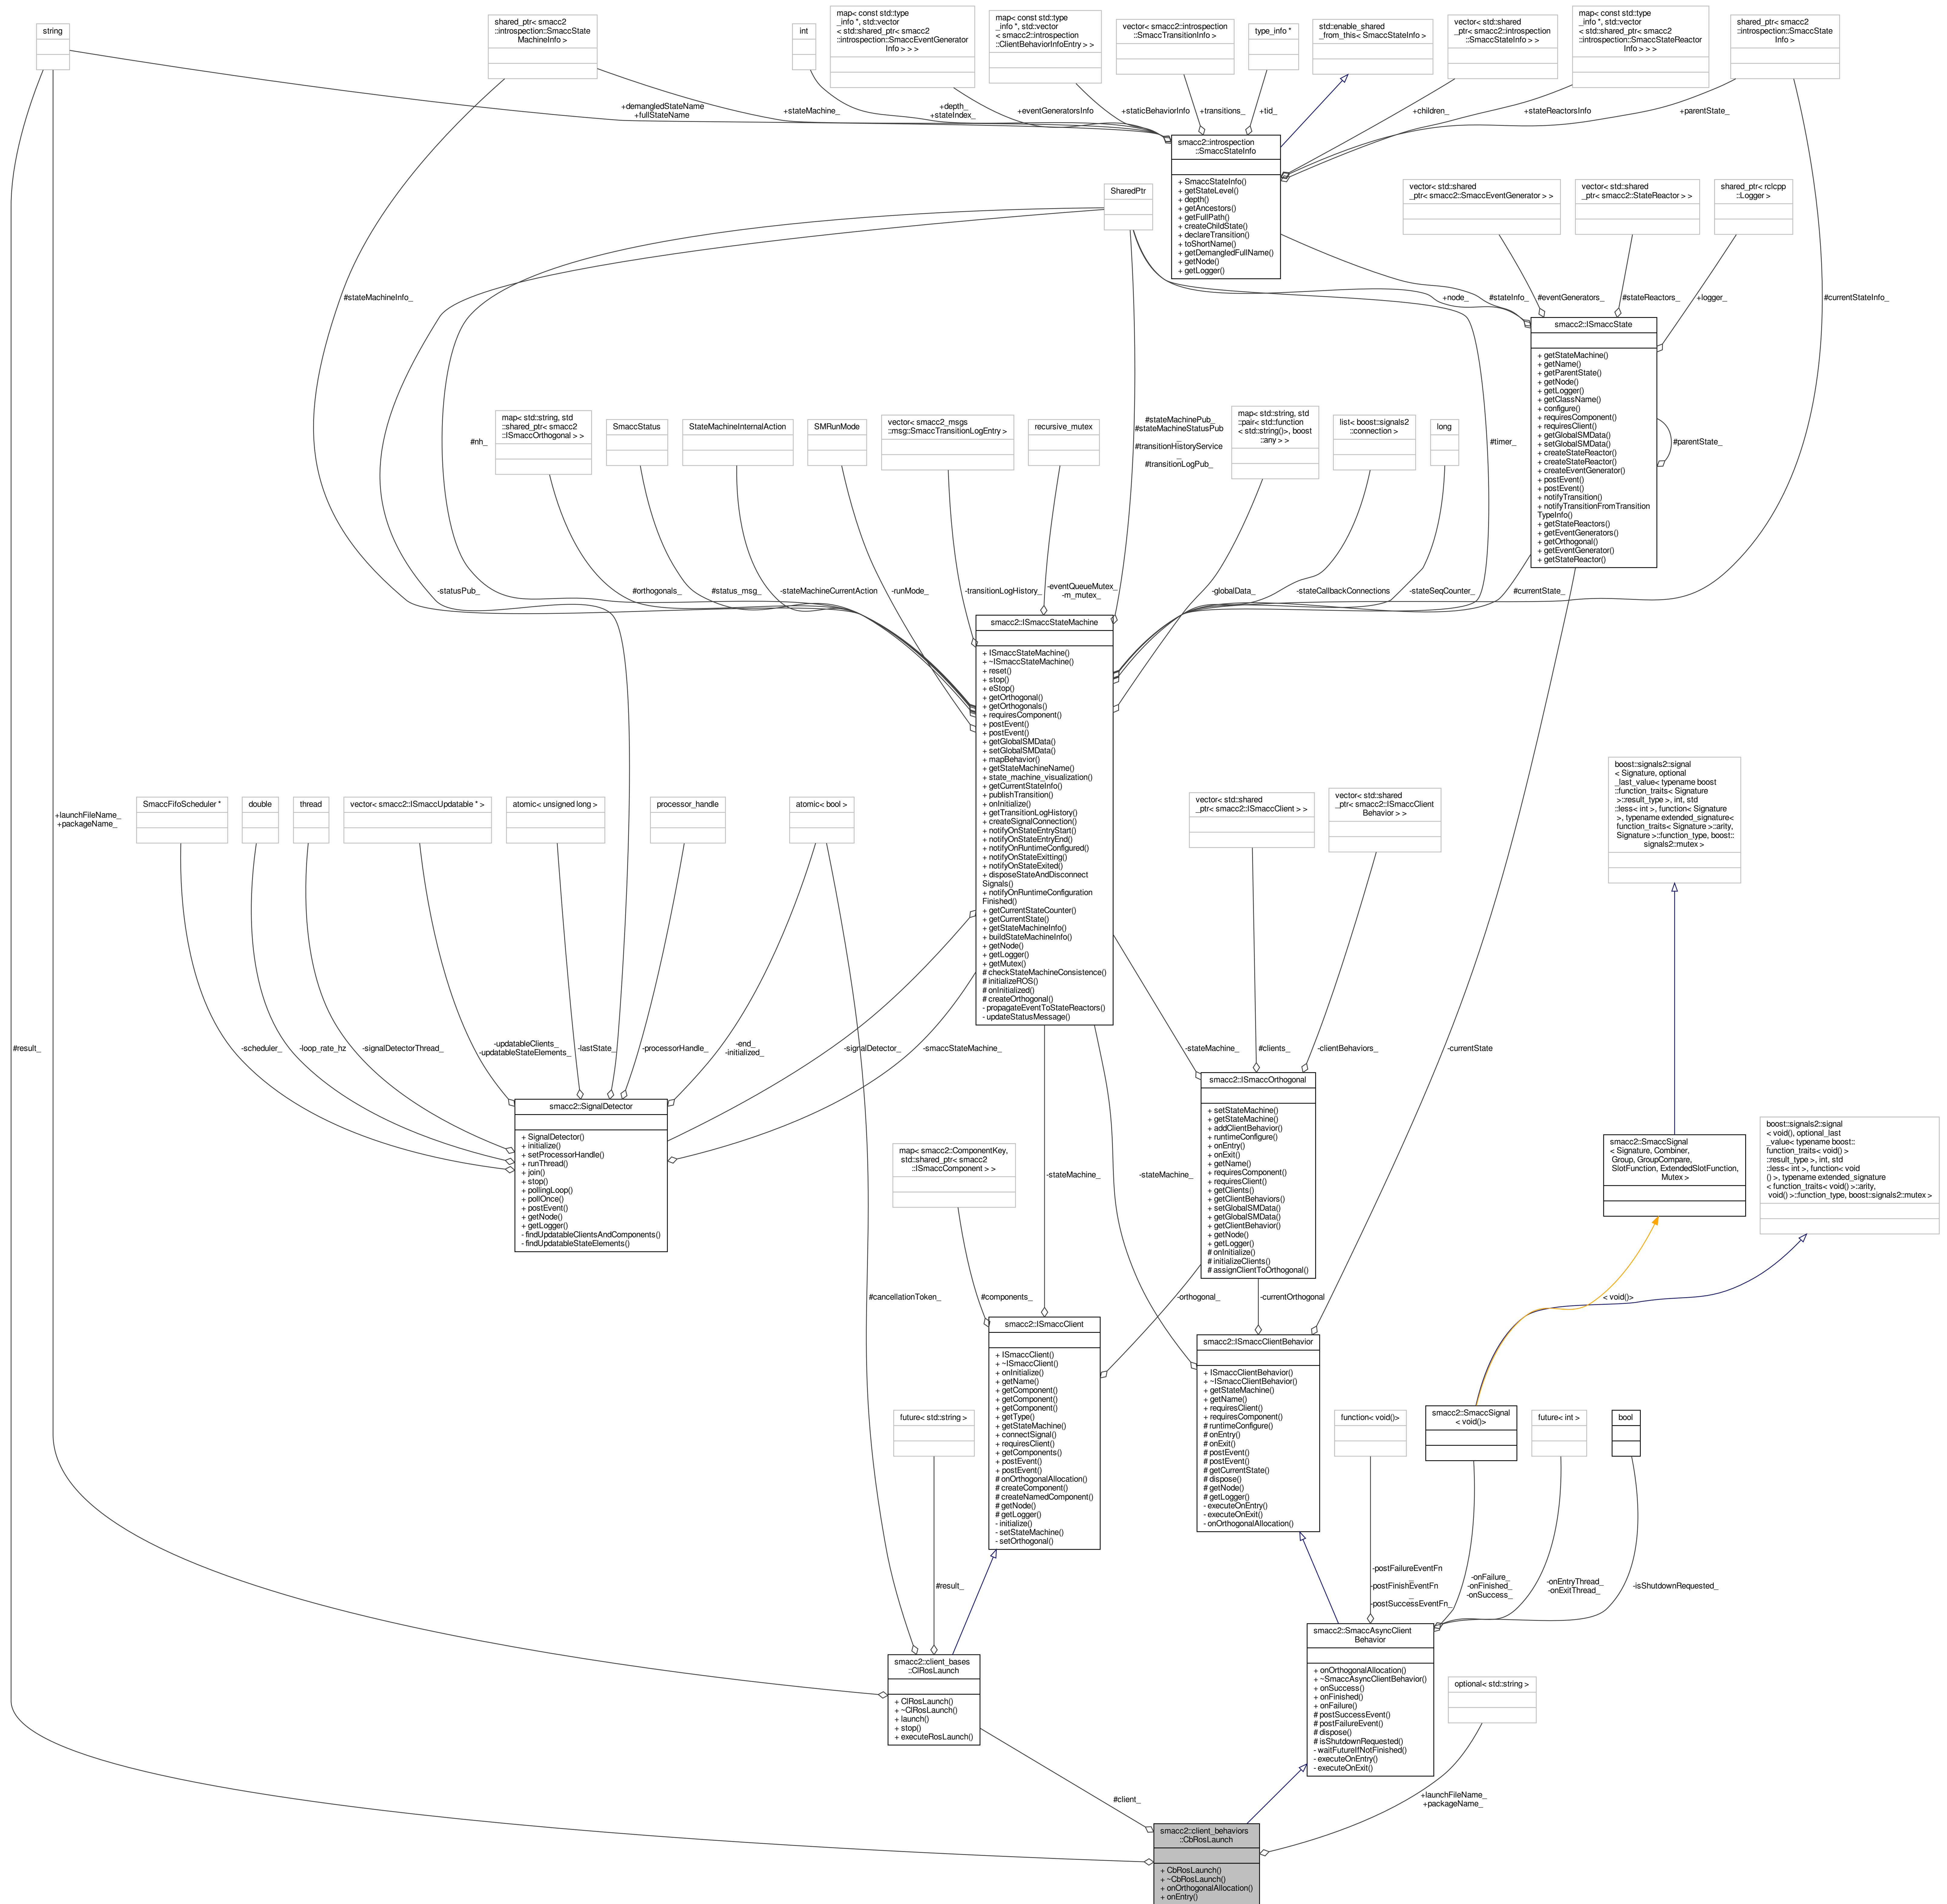 string
shared_ptr< smacc2
::introspection::SmaccState
MachineInfo >
int
map< const std::type
_info *, std::vector
< std::shared_ptr< smacc2
::introspection::SmaccEventGenerator
Info > > >
map< const std::type
_info *, std::vector
< smacc2::introspection
::ClientBehaviorInfoEntry > >
vector< smacc2::introspection
::SmaccTransitionInfo >
type_info *
std::enable_shared
_from_this< SmaccStateInfo >
vector< std::shared
_ptr< smacc2::introspection
::SmaccStateInfo > >
map< const std::type
_info *, std::vector
< std::shared_ptr< smacc2
::introspection::SmaccStateReactor
Info > > >
shared_ptr< smacc2
::introspection::SmaccState
Info >
+demangledStateName
+fullStateName
+stateMachine_
+depth_
+stateIndex_
+eventGeneratorsInfo
+staticBehaviorInfo
+transitions_
+tid_
+children_
+stateReactorsInfo
+parentState_
smacc2::introspection
::SmaccStateInfo
+ SmaccStateInfo()
+ getStateLevel()
+ depth()
+ getAncestors()
+ getFullPath()
+ createChildState()
+ declareTransition()
+ toShortName()
+ getDemangledFullName()
+ getNode()
+ getLogger()
SharedPtr
vector< std::shared
_ptr< smacc2::SmaccEventGenerator > >
vector< std::shared
_ptr< smacc2::StateReactor > >
shared_ptr< rclcpp
::Logger >
#stateMachineInfo_
+node_
#stateInfo_
#eventGenerators_
#stateReactors_
+logger_
#currentStateInfo_
smacc2::ISmaccState
+ getStateMachine()
+ getName()
+ getParentState()
+ getNode()
+ getLogger()
+ getClassName()
+ configure()
+ requiresComponent()
+ requiresClient()
+ getGlobalSMData()
+ setGlobalSMData()
+ createStateReactor()
+ createStateReactor()
+ createEventGenerator()
+ postEvent()
+ postEvent()
+ notifyTransition()
+ notifyTransitionFromTransition
TypeInfo()
+ getStateReactors()
+ getEventGenerators()
+ getOrthogonal()
+ getEventGenerator()
+ getStateReactor()
#parentState_
#nh_
map< std::string, std
::shared_ptr< smacc2
::ISmaccOrthogonal > >
SmaccStatus
StateMachineInternalAction
SMRunMode
vector< smacc2_msgs
::msg::SmaccTransitionLogEntry >
recursive_mutex
#stateMachinePub_
#stateMachineStatusPub
_
#transitionHistoryService
_
#transitionLogPub_
map< std::string, std
::pair< std::function
< std::string()>, boost
::any > >
list< boost::signals2
::connection >
long
#timer_
-statusPub_
#orthogonals_
#status_msg_
-stateMachineCurrentAction
-runMode_
-transitionLogHistory_
-eventQueueMutex_
-m_mutex_
-globalData_
-stateCallbackConnections
-stateSeqCounter_
#currentState_
smacc2::ISmaccStateMachine
+ ISmaccStateMachine()
+ ~ISmaccStateMachine()
+ reset()
+ stop()
+ eStop()
+ getOrthogonal()
+ getOrthogonals()
+ requiresComponent()
+ postEvent()
+ postEvent()
+ getGlobalSMData()
+ setGlobalSMData()
+ mapBehavior()
+ getStateMachineName()
+ state_machine_visualization()
+ getCurrentStateInfo()
+ publishTransition()
+ onInitialize()
+ getTransitionLogHistory()
+ createSignalConnection()
+ notifyOnStateEntryStart()
+ notifyOnStateEntryEnd()
+ notifyOnRuntimeConfigured()
+ notifyOnStateExitting()
+ notifyOnStateExited()
+ disposeStateAndDisconnect
Signals()
+ notifyOnRuntimeConfiguration
Finished()
+ getCurrentStateCounter()
+ getCurrentState()
+ getStateMachineInfo()
+ buildStateMachineInfo()
+ getNode()
+ getLogger()
+ getMutex()
# checkStateMachineConsistence()
# initializeROS()
# onInitialized()
# createOrthogonal()
- propagateEventToStateReactors()
- updateStatusMessage()
+launchFileName_
+packageName_
SmaccFifoScheduler *
double
thread
vector< smacc2::ISmaccUpdatable * >
atomic< unsigned long >
processor_handle
atomic< bool >
vector< std::shared
_ptr< smacc2::ISmaccClient > >
vector< std::shared
_ptr< smacc2::ISmaccClient
Behavior > >
boost::signals2::signal
< Signature, optional
_last_value< typename boost
::function_traits< Signature
>::result_type >, int, std
::less< int >, function< Signature
>, typename extended_signature<
function_traits< Signature >::arity,
Signature >::function_type, boost::
signals2::mutex >
#result_
-scheduler_
-loop_rate_hz
-signalDetectorThread_
-updatableClients_
-updatableStateElements_
-lastState_
-processorHandle_
-end_
-initialized_
-signalDetector_
-smaccStateMachine_
-stateMachine_
#clients_
-clientBehaviors_
-currentState
smacc2::SignalDetector
+ SignalDetector()
+ initialize()
+ setProcessorHandle()
+ runThread()
+ join()
+ stop()
+ pollingLoop()
+ pollOnce()
+ postEvent()
+ getNode()
+ getLogger()
- findUpdatableClientsAndComponents()
- findUpdatableStateElements()
smacc2::ISmaccOrthogonal
+ setStateMachine()
+ getStateMachine()
+ addClientBehavior()
+ runtimeConfigure()
+ onEntry()
+ onExit()
+ getName()
+ requiresComponent()
+ requiresClient()
+ getClients()
+ getClientBehaviors()
+ setGlobalSMData()
+ getGlobalSMData()
+ getClientBehavior()
+ getNode()
+ getLogger()
# onInitialize()
# initializeClients()
# assignClientToOrthogonal()
smacc2::SmaccSignal
< Signature, Combiner,
Group, GroupCompare,
SlotFunction, ExtendedSlotFunction,
Mutex >
boost::signals2::signal
< void(), optional_last
_value< typename boost::
function_traits< void() >
::result_type >, int, std
::less< int >, function< void
() >, typename extended_signature
< function_traits< void() >::arity,
void() >::function_type, boost::signals2::mutex >
map< smacc2::ComponentKey,
std::shared_ptr< smacc2
::ISmaccComponent > >
-stateMachine_
-stateMachine_
#cancellationToken_
#components_
-orthogonal_
-currentOrthogonal
< void()>
smacc2::ISmaccClient
+ ISmaccClient()
+ ~ISmaccClient()
+ onInitialize()
+ getName()
+ getComponent()
+ getComponent()
+ getComponent()
+ getType()
+ getStateMachine()
+ connectSignal()
+ requiresClient()
+ getComponents()
+ postEvent()
+ postEvent()
# onOrthogonalAllocation()
# createComponent()
# createNamedComponent()
# getNode()
# getLogger()
- initialize()
- setStateMachine()
- setOrthogonal()
smacc2::ISmaccClientBehavior
+ ISmaccClientBehavior()
+ ~ISmaccClientBehavior()
+ getStateMachine()
+ getName()
+ requiresClient()
+ requiresComponent()
# runtimeConfigure()
# onEntry()
# onExit()
# postEvent()
# postEvent()
# getCurrentState()
# dispose()
# getNode()
# getLogger()
- executeOnEntry()
- executeOnExit()
- onOrthogonalAllocation()
future< std::string >
function< void()>
smacc2::SmaccSignal
< void()>
future< int >
bool
#result_
-postFailureEventFn
_
-postFinishEventFn
_
-postSuccessEventFn_
-onFailure_
-onFinished_
-onSuccess_
-onEntryThread_
-onExitThread_
-isShutdownRequested_
smacc2::client_bases
::ClRosLaunch
+ ClRosLaunch()
+ ~ClRosLaunch()
+ launch()
+ stop()
+ executeRosLaunch()
smacc2::SmaccAsyncClient
Behavior
+ onOrthogonalAllocation()
+ ~SmaccAsyncClientBehavior()
+ onSuccess()
+ onFinished()
+ onFailure()
# postSuccessEvent()
# postFailureEvent()
# dispose()
# isShutdownRequested()
- waitFutureIfNotFinished()
- executeOnEntry()
- executeOnExit()
optional< std::string >
#client_
+launchFileName_
+packageName_
smacc2::client_behaviors
::CbRosLaunch
+ CbRosLaunch()
+ ~CbRosLaunch()
+ onOrthogonalAllocation()
+ onEntry()